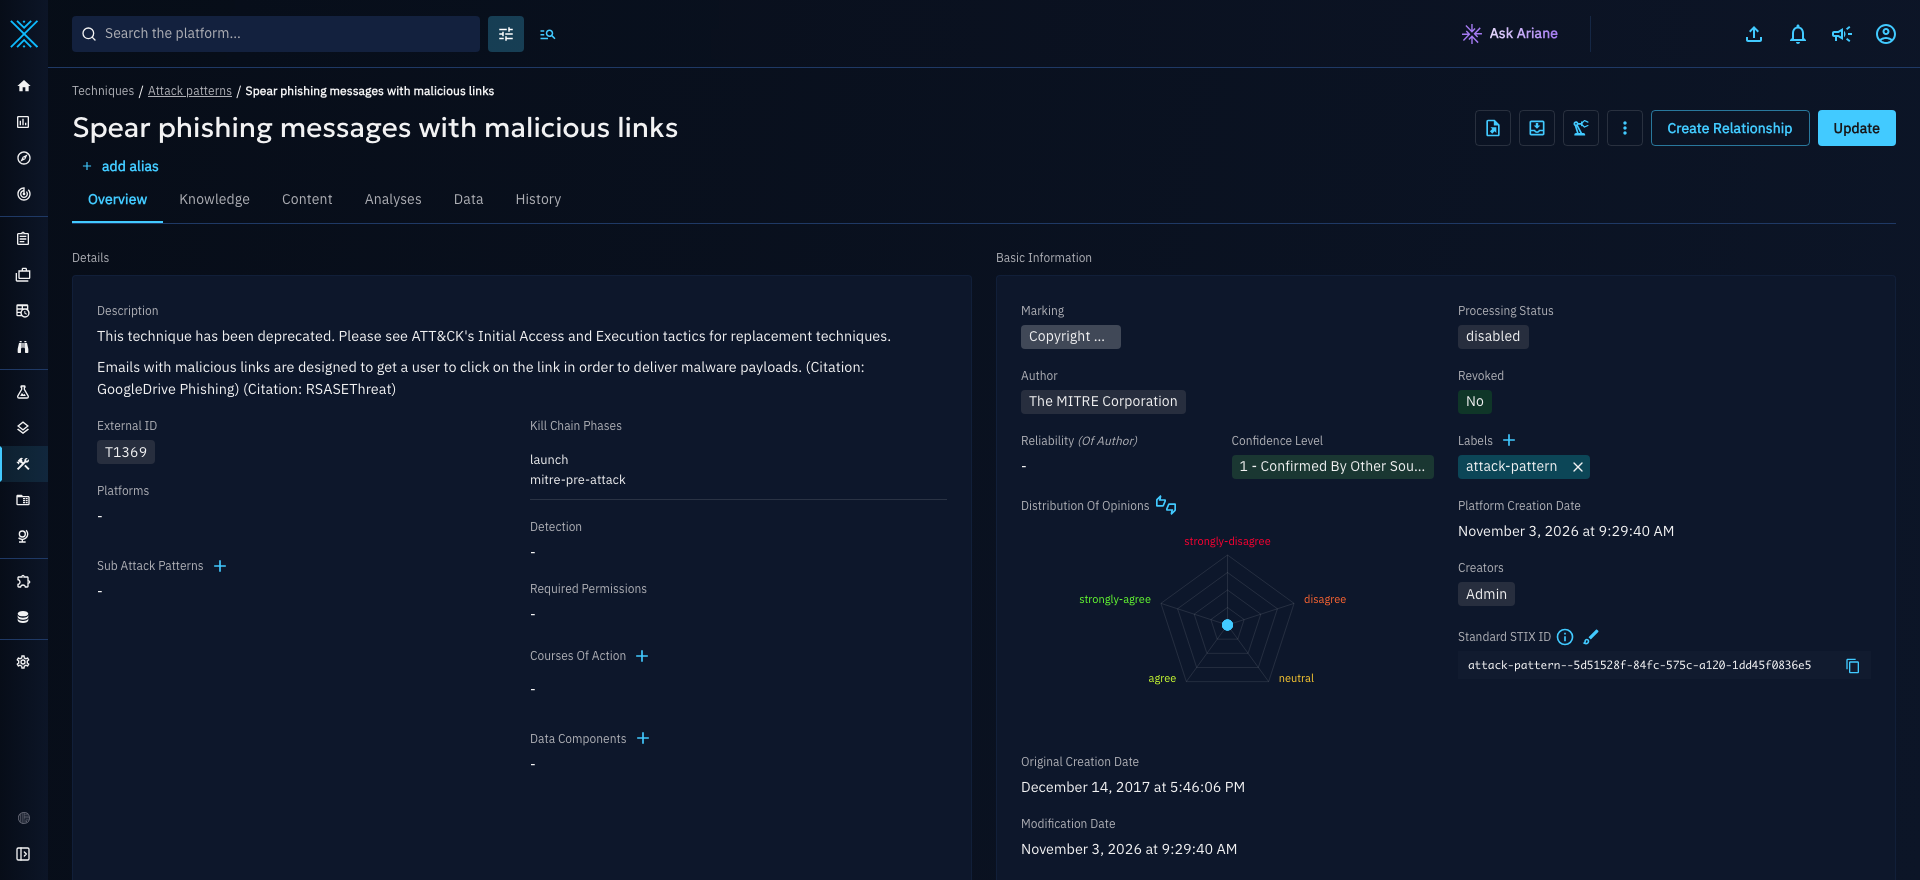 Search the platform...
Ask Ariane
Techniques / Attack patterns / Spear phishing messages with malicious links
Spear phishing messages with malicious links
Create Relationship
Update
+ add alias
Overview
Knowledge
Content
Analyses
Data
History
Details
Description
This technique has been deprecated. Please see ATT&CK's Initial Access and Execution tactics for replacement techniques.
Emails with malicious links are designed to get a user to click on the link in order to deliver malware payloads. (Citation:
GoogleDrive Phishing) (Citation: RSASEThreat)
External ID
T1369
Platforms
-
Sub Attack Patterns
-
Kill Chain Phases
launch
mitre-pre-attack
Detection
-
Required Permissions
-
Courses Of Action
-
Data Components
-
Basic Information
Marking
Copyright ...
Processing Status
disabled
Author
The MITRE Corporation
Revoked
No
Reliability (Of Author)
-
Confidence Level
1 - Confirmed By Other Sou...
Labels
attack-pattern
Distribution Of Opinions
strongly-disagree
strongly-agree
disagree
agree
neutral
Platform Creation Date
November 3, 2026 at 9:29:40 AM
Creators
Admin
Standard STIX ID
attack-pattern--5d51528f-84fc-575c-a120-1dd45f0836e5
Original Creation Date
December 14, 2017 at 5:46:06 PM
Modification Date
November 3, 2026 at 9:29:40 AM